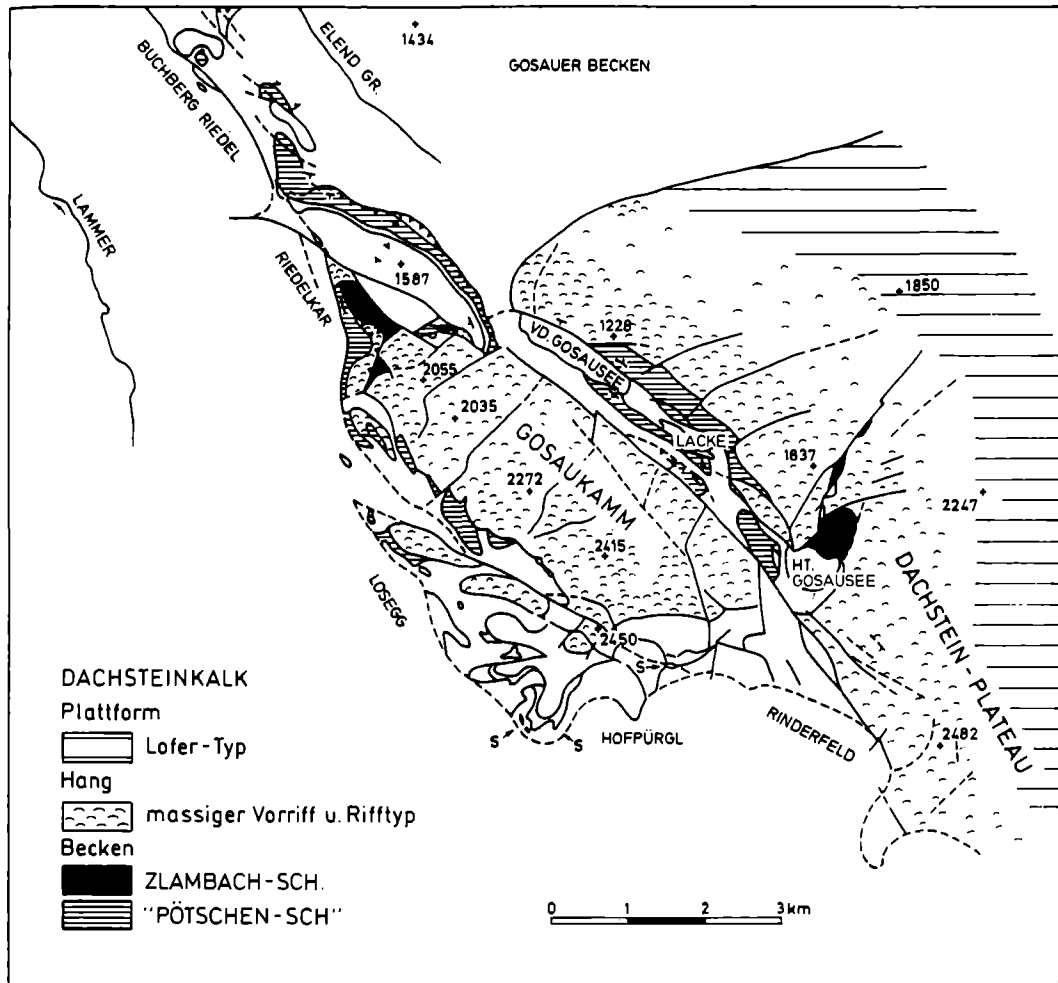 1434
ELEND GR.
GOSAUER BECKEN
BUCHBERG RIEDEL
LAMMER
RIEDELKAR
1587
1850
VD. GOSAUSEE
1228
2055
2035
GOSAUKAMM
LACKE
1837
2272
2247
2415
HT.
GOSAUSEE
DACHSTEIN-PLATEAU
LOSEGG
2450
S
RINDERFELD
2482
S
S
HOFPÜRGL
DACHSTEINKALK
Plattform
Lofer-Typ
Hang
massiger Vorriff u. Rifftyp
Becken
ZLAMBACH-SCH.
"PÖTSCHEN-SCH"
0 1 2 3km